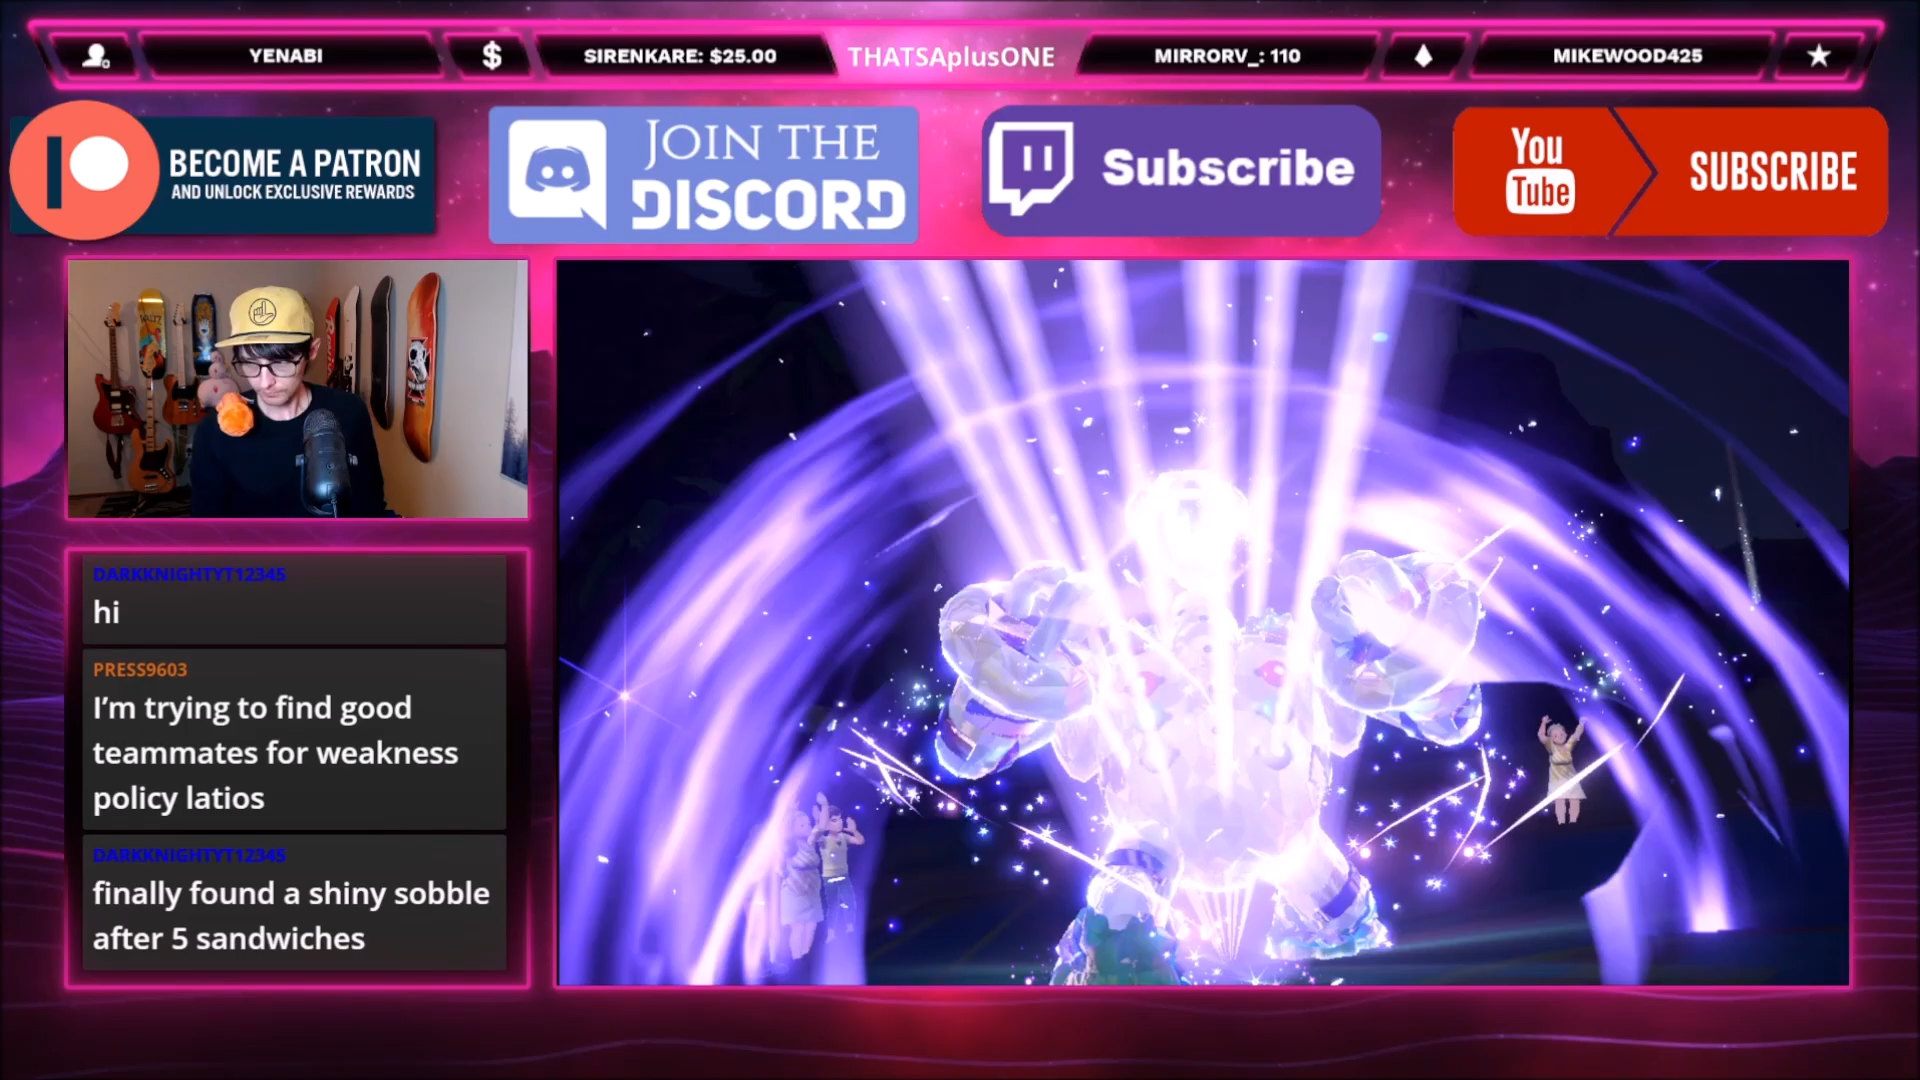 YENABI
$
SIRENKARE: $25.00
THATSAplusONE
MIRRORV_: 110
MIKEWOOD425
BECOME A PATRON
AND UNLOCK EXCLUSIVE REWARDS
JOIN THE
DISCORD
Subscribe
You
Tube
SUBSCRIBE
DARKKNIGHTYT12345
hi
PRESS9603
I’m trying to find good
teammates for weakness
policy latios
DARKKNIGHTYT12345
finally found a shiny sobble
after 5 sandwiches